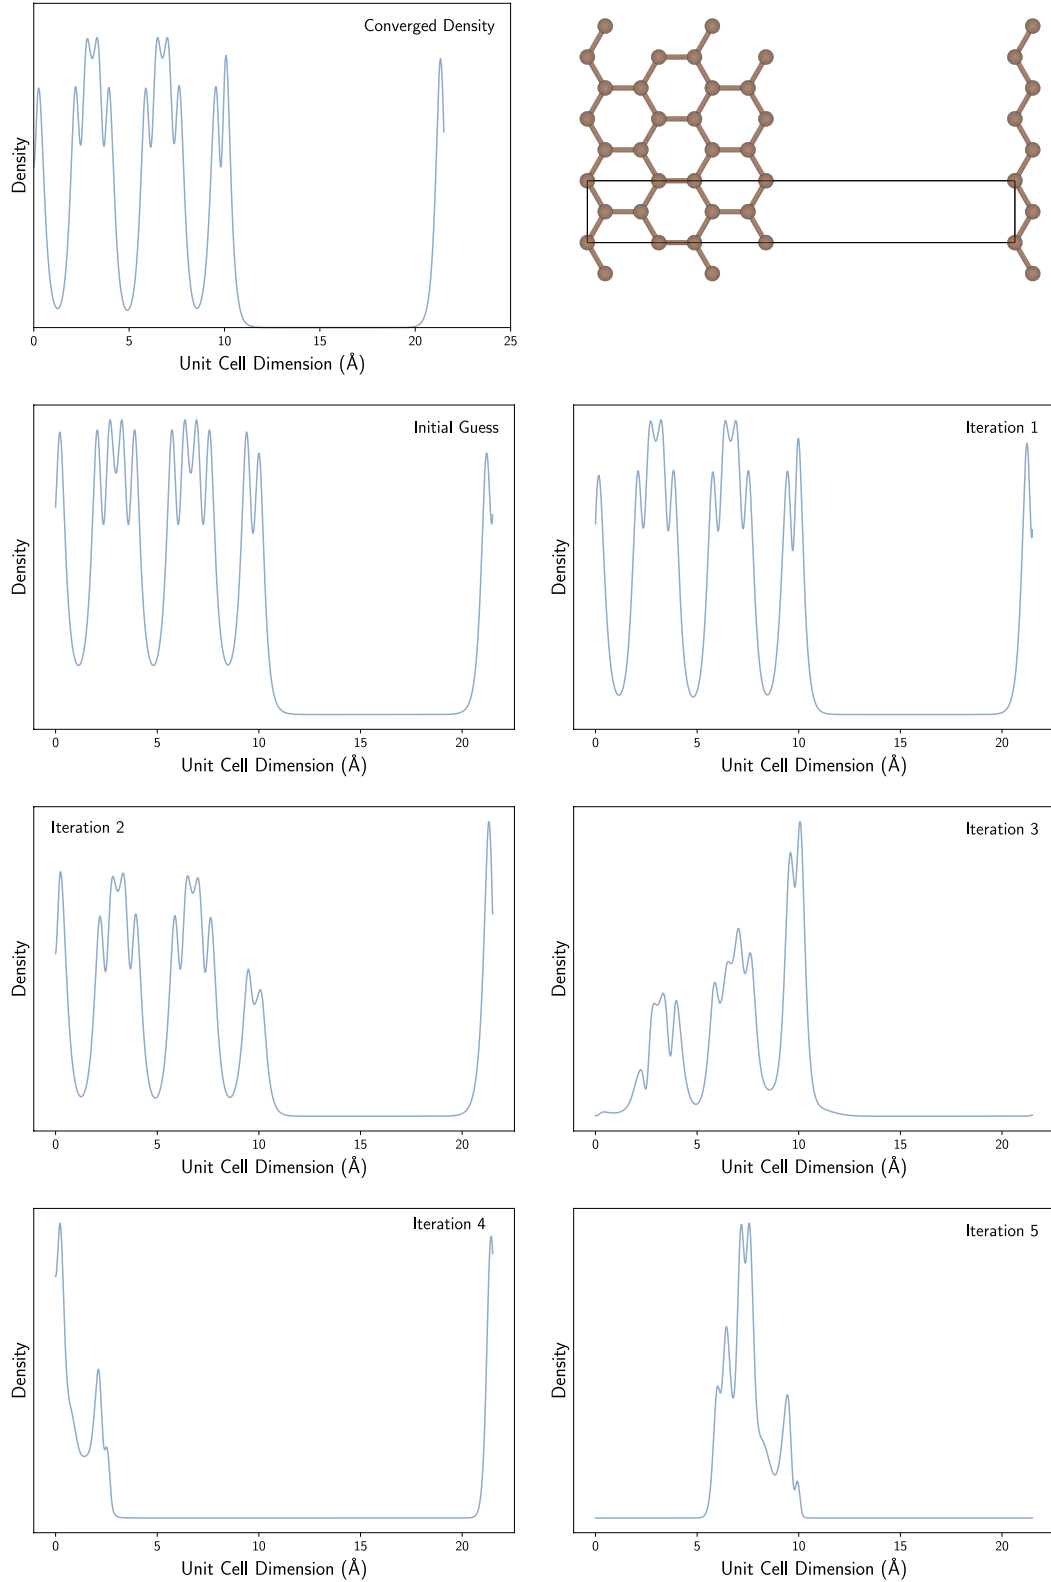 Converged Density
Density
0 5 10 15 20 25
Unit Cell Dimension (Å)
Initial Guess
Density
0 5 10 15 20
Unit Cell Dimension (Å)
Iteration 1
Density
0 5 10 15 20
Unit Cell Dimension (Å)
Iteration 2
Density
0 5 10 15 20
Unit Cell Dimension (Å)
Iteration 3
Density
0 5 10 15 20
Unit Cell Dimension (Å)
Iteration 4
Density
0 5 10 15 20
Unit Cell Dimension (Å)
Iteration 5
Density
0 5 10 15 20
Unit Cell Dimension (Å)